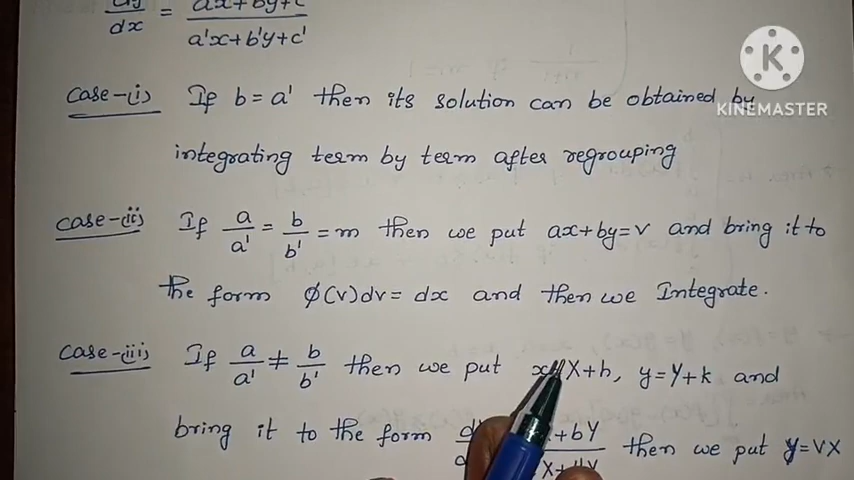 dy/dx = ax+by+c / a'x+b'y+c'
Case-(i) If b = a' then its solution can be obtained by
integrating term by term after regrouping
Case-(ii) If a/a' = b/b' = m then we put ax+by=v and bring it to
the form φ(v)dv = dx and then we Integrate.
Case-(iii) If a/a' ≠ b/b' then we put x=X+h, y=Y+k and
bring it to the form then we put y=vX
K
KINEMASTER